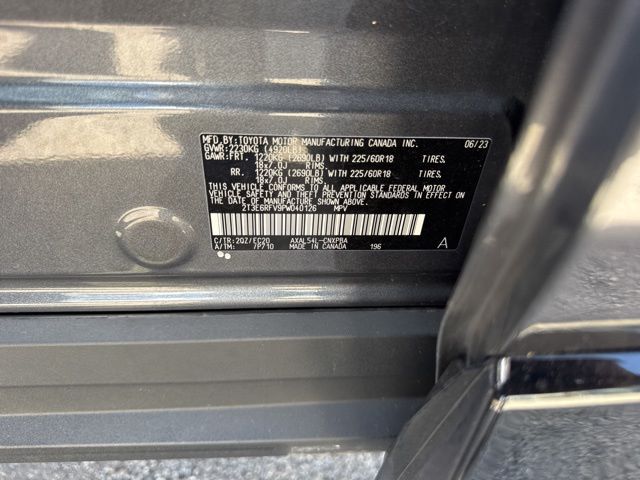 MFD.BY:TOYOTA MOTOR MANUFACTURING CANADA INC. 06/23
GVWR:2230KG (4920LB)
GAWR:FRT. 1220KG (2690LB) WITH 225/60R18 TIRES,
18x7.0J RIMS,
RR. 1220KG (2690LB) WITH 225/60R18 TIRES,
18x7.0J RIMS,
THIS VEHICLE CONFORMS TO ALL APPLICABLE FEDERAL MOTOR
VEHICLE SAFETY AND THEFT PREVENTION STANDARDS IN EFFECT ON
THE DATE OF MANUFACTURE SHOWN ABOVE.
2T3E6RFV9PW040126 MPV
C/TR:2QZ/EC20 AXAL54L-CNXPBA
A/TM: /P710 MADE IN CANADA 196 A